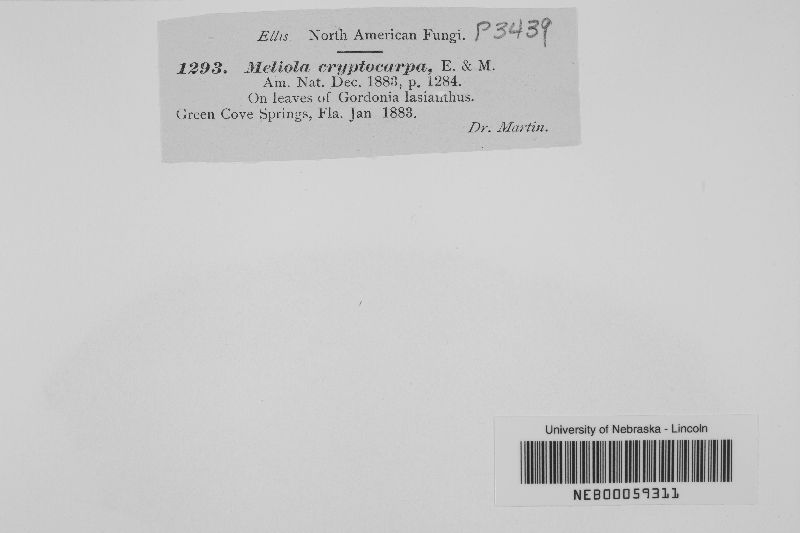 Ellis North American Fungi. P3439
1293. Meliola cryptocarpa, E. & M.
Am. Nat. Dec. 1883, p. 1284.
On leaves of Gordonia lasianthus.
Green Cove Springs, Fla. Jan 1883.
Dr. Martin.
University of Nebraska - Lincoln
NEB00059311